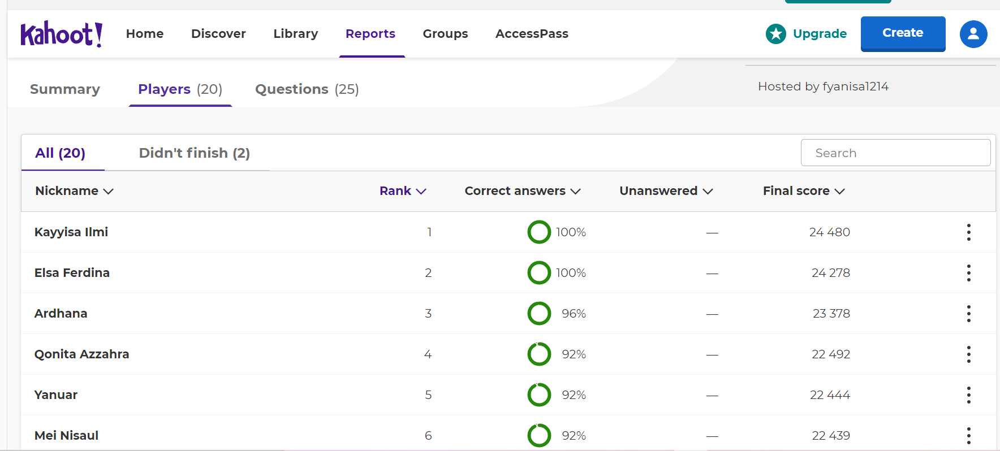 Kahoot!
Home Discover Library Reports Groups AccessPass Upgrade Create
Hosted by fyanisa1214
Summary Players (20) Questions (25)
All (20) Didn't finish (2) Search
Nickname Rank Correct answers Unanswered Final score
Kayyisa Ilmi 1 100% — 24 480
Elsa Ferdina 2 100% — 24 278
Ardhana 3 96% — 23 378
Qonita Azzahra 4 92% — 22 492
Yanuar 5 92% — 22 444
Mei Nisaul 6 92% — 22 439